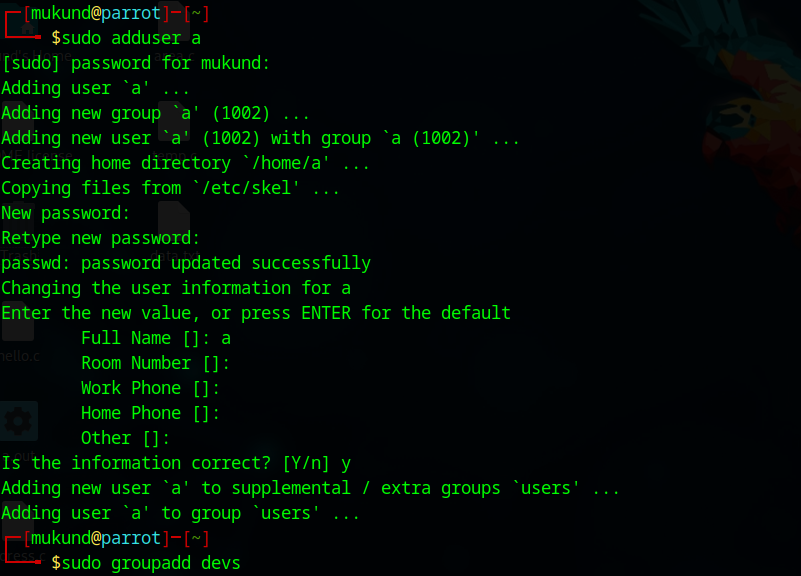 ┌─[mukund@parrot]─[~]
└──╼ $sudo adduser a
[sudo] password for mukund:
Adding user `a' ...
Adding new group `a' (1002) ...
Adding new user `a' (1002) with group `a (1002)' ...
Creating home directory `/home/a' ...
Copying files from `/etc/skel' ...
New password:
Retype new password:
passwd: password updated successfully
Changing the user information for a
Enter the new value, or press ENTER for the default
        Full Name []: a
        Room Number []:
        Work Phone []:
        Home Phone []:
        Other []:
Is the information correct? [Y/n] y
Adding new user `a' to supplemental / extra groups `users' ...
Adding user `a' to group `users' ...
┌─[mukund@parrot]─[~]
└──╼ $sudo groupadd devs
hello.c